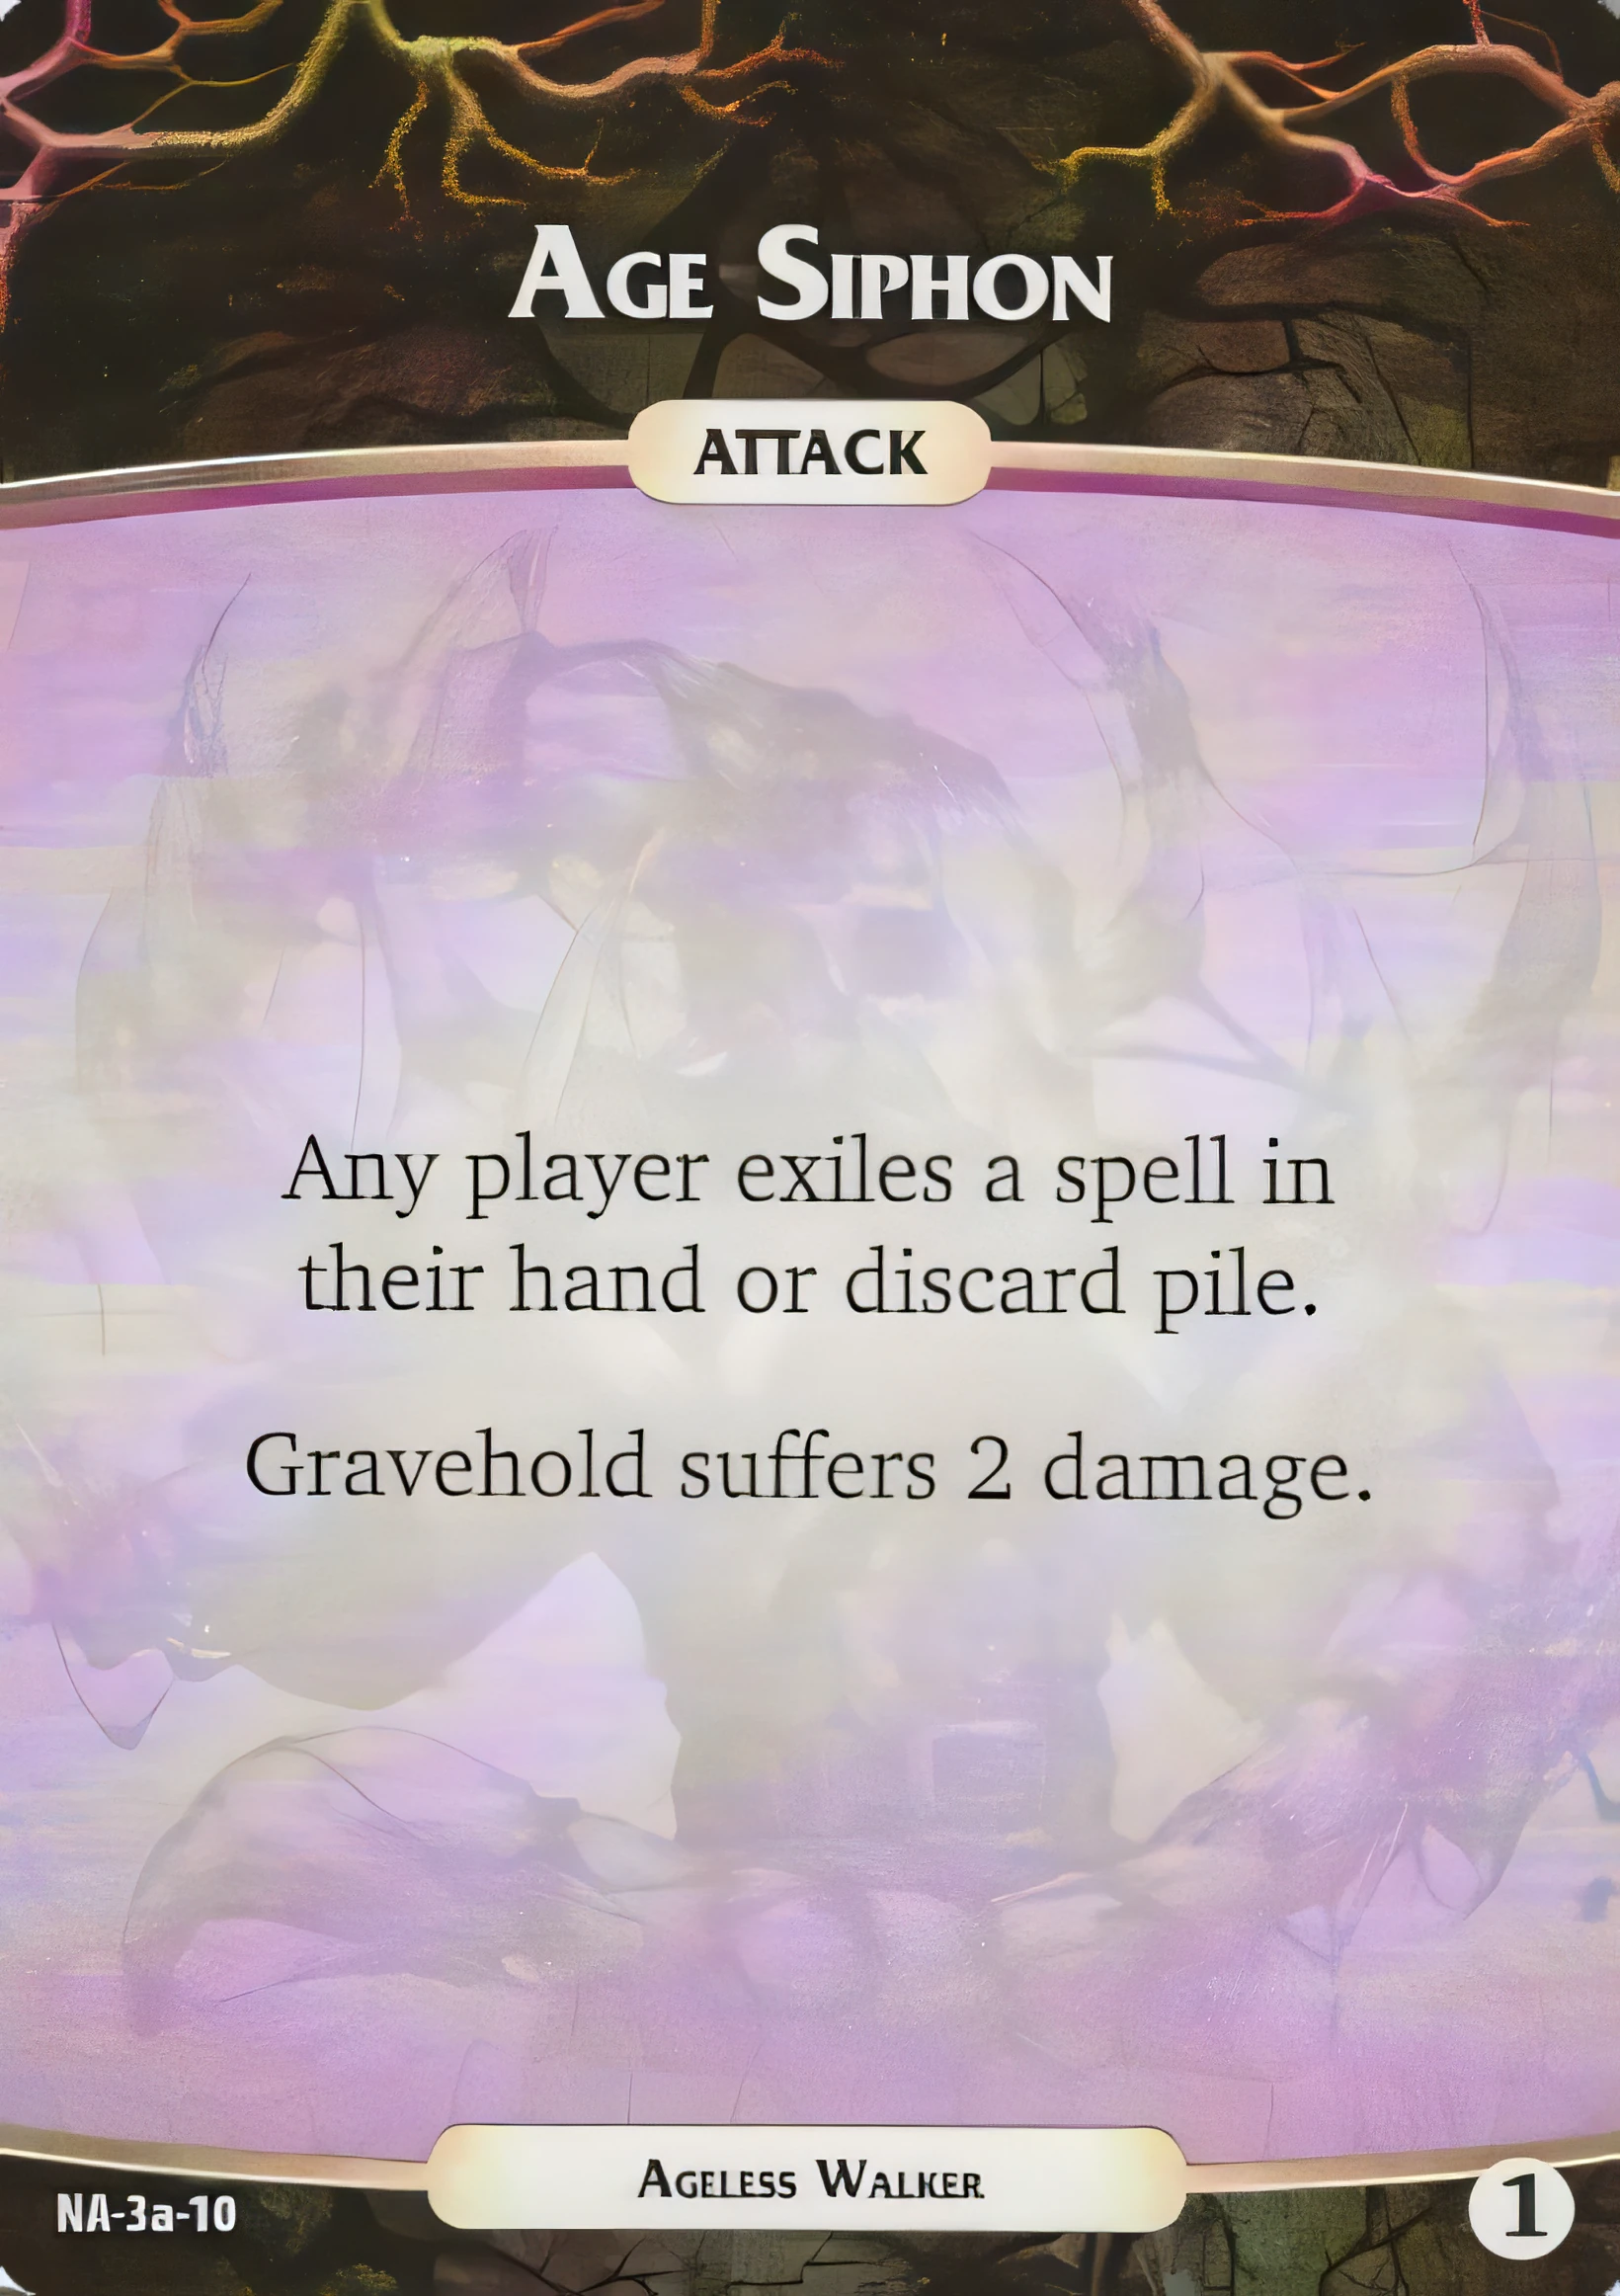 Age Siphon
ATTACK
Any player exiles a spell in
their hand or discard pile.
Gravehold suffers 2 damage.
Ageless Walker
NA-3a-10
1